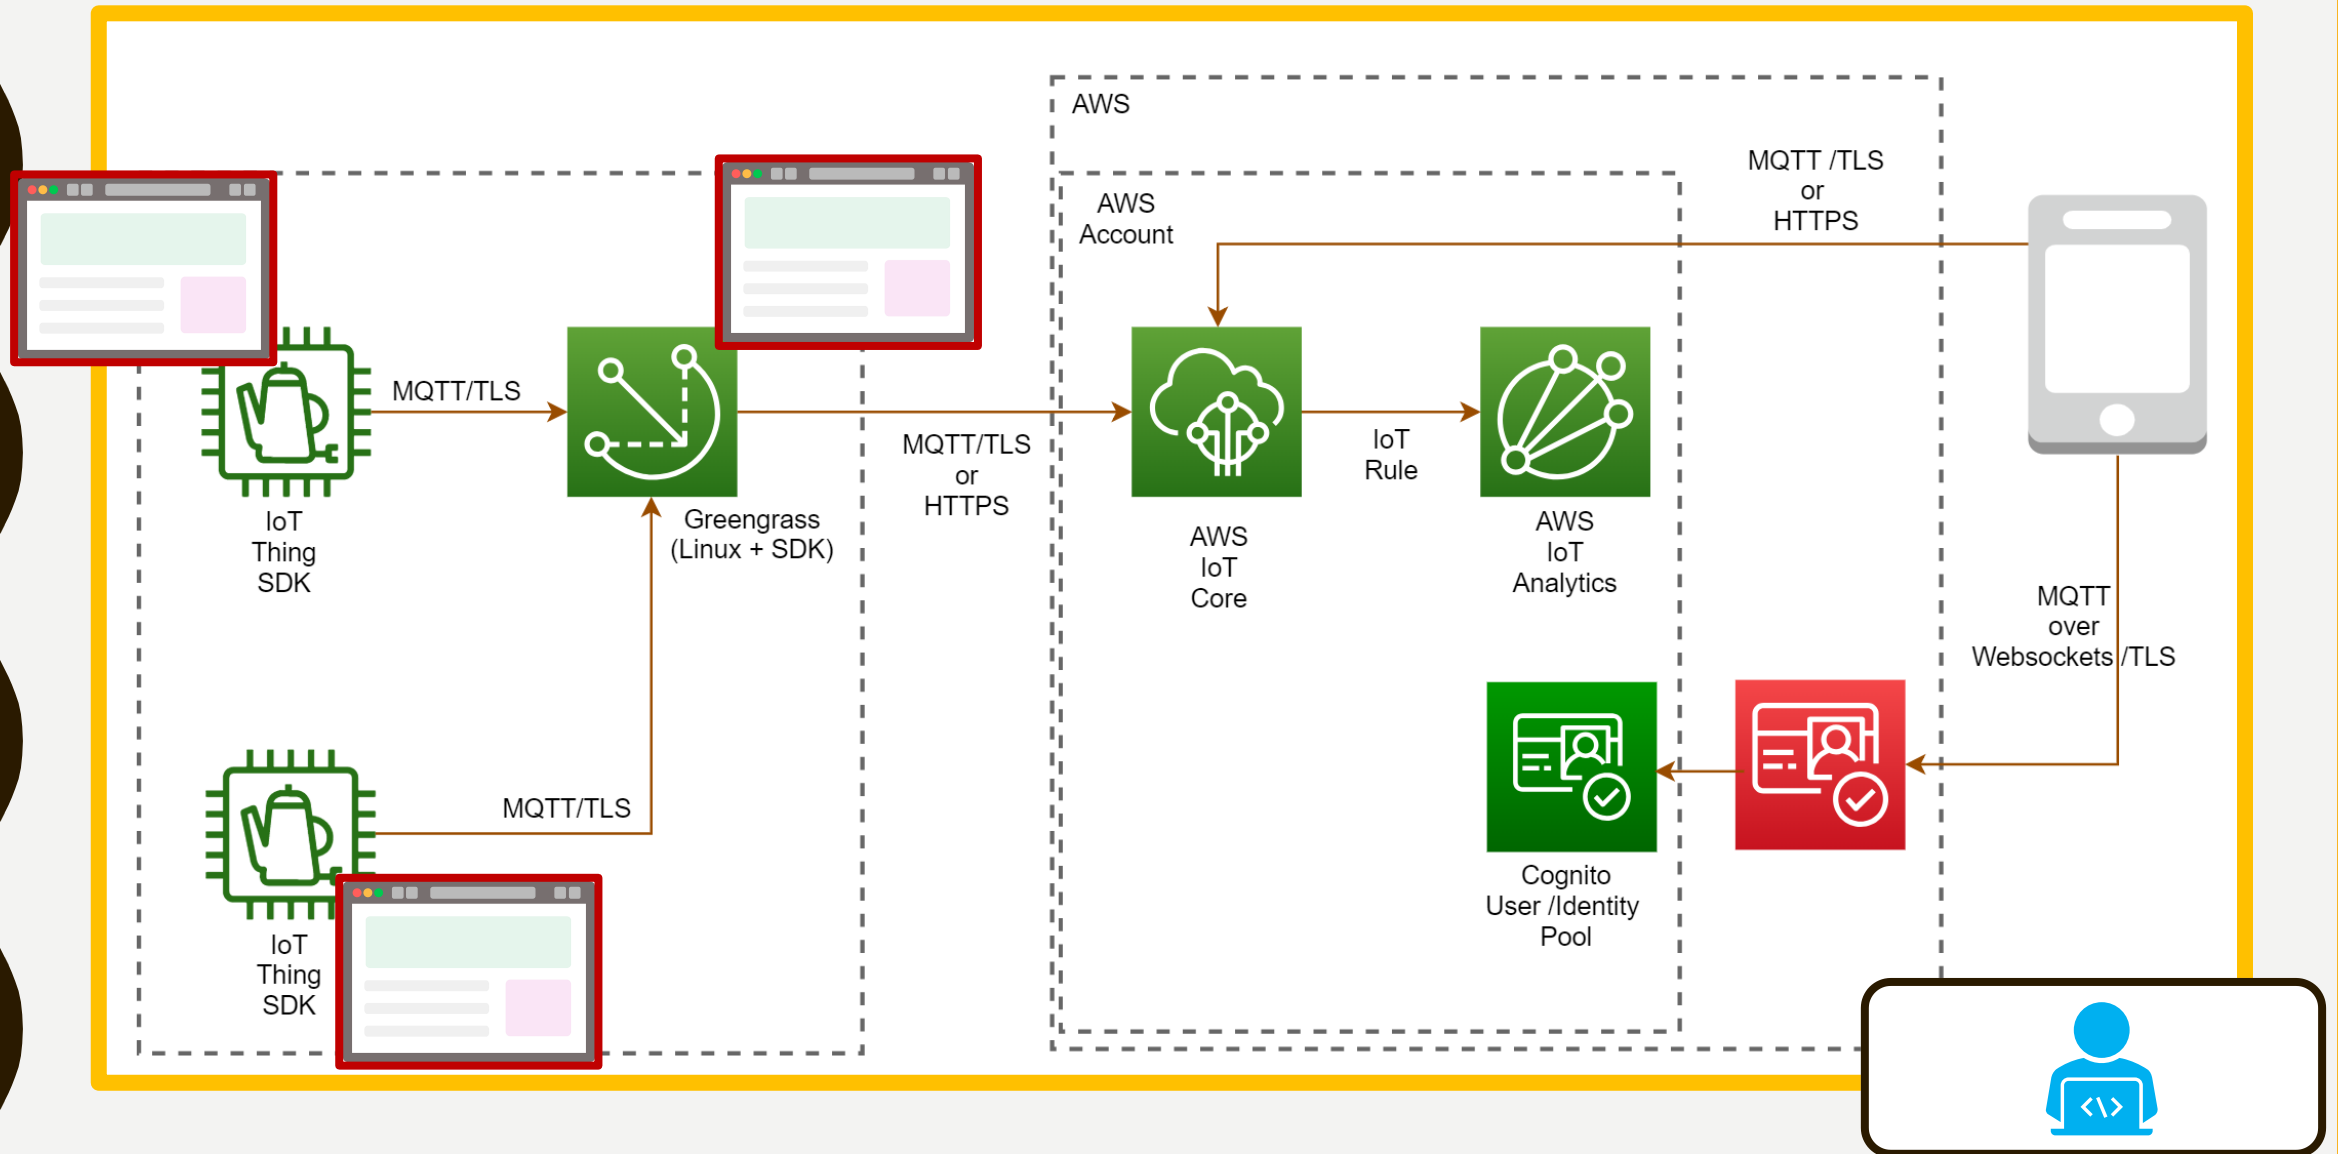 AWS
AWS
Account
MQTT /TLS
or
HTTPS
MQTT/TLS
MQTT/TLS
or
HTTPS
IoT
Rule
IoT
Thing
SDK
Greengrass
(Linux + SDK)
AWS
IoT
Core
AWS
IoT
Analytics
MQTT
over
Websockets /TLS
MQTT/TLS
Cognito
User /Identity
Pool
IoT
Thing
SDK